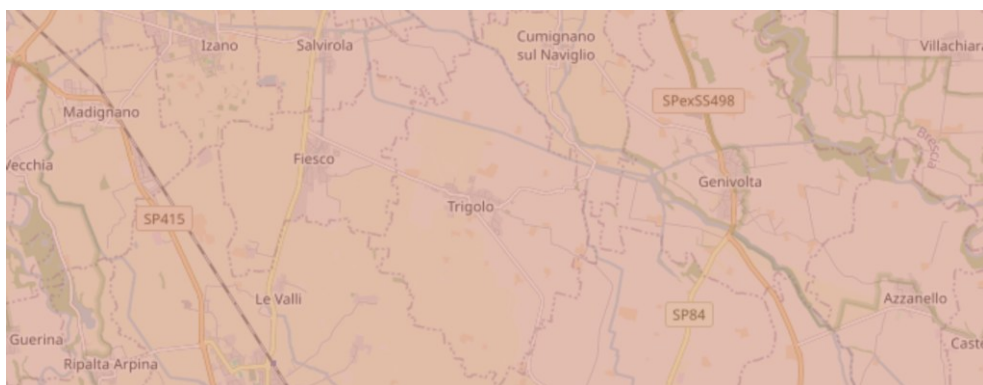 Izano
Salvirola
Cumignano
sul Naviglio
Villachiara
Madignano
SPexSS498
Vecchia
Fiesco
Brescia
Genivolta
SP415
Trigolo
Le Valli
Azzanello
SP84
Guerina
Caste
Ripalta Arpina